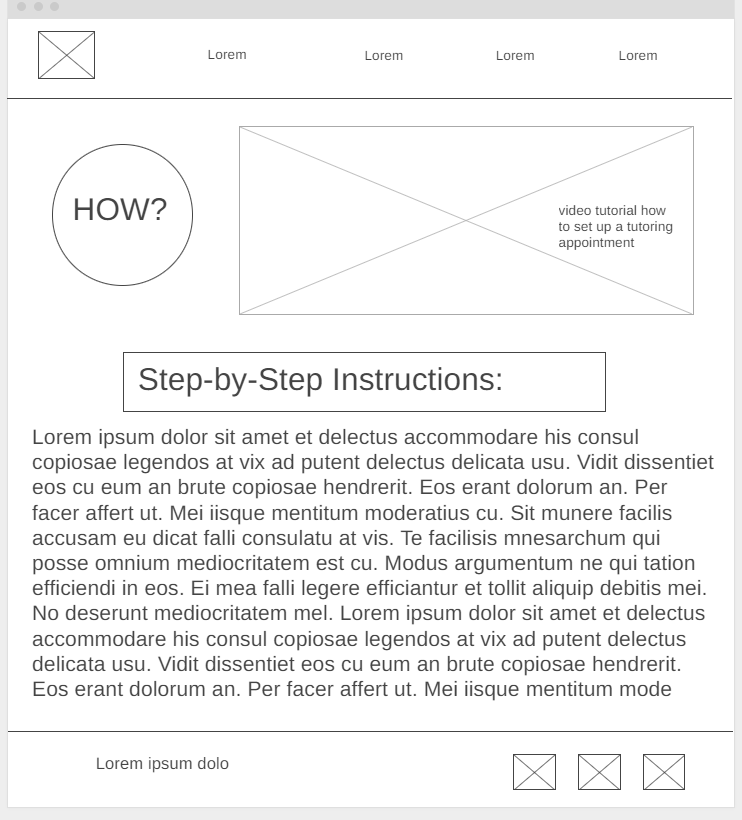 Lorem
Lorem
Lorem
Lorem
HOW?
video tutorial how
to set up a tutoring
appointment
Step-by-Step Instructions:
Lorem ipsum dolor sit amet et delectus accommodare his consul
copiosae legendos at vix ad putent delectus delicata usu. Vidit dissentiet
eos cu eum an brute copiosae hendrerit. Eos erant dolorum an. Per
facer affert ut. Mei iisque mentitum moderatius cu. Sit munere facilis
accusam eu dicat falli consulatu at vis. Te facilisis mnesarchum qui
posse omnium mediocritatem est cu. Modus argumentum ne qui tation
efficiendi in eos. Ei mea falli legere efficiantur et tollit aliquip debitis mei.
No deserunt mediocritatem mel. Lorem ipsum dolor sit amet et delectus
accommodare his consul copiosae legendos at vix ad putent delectus
delicata usu. Vidit dissentiet eos cu eum an brute copiosae hendrerit.
Eos erant dolorum an. Per facer affert ut. Mei iisque mentitum mode
Lorem ipsum dolo